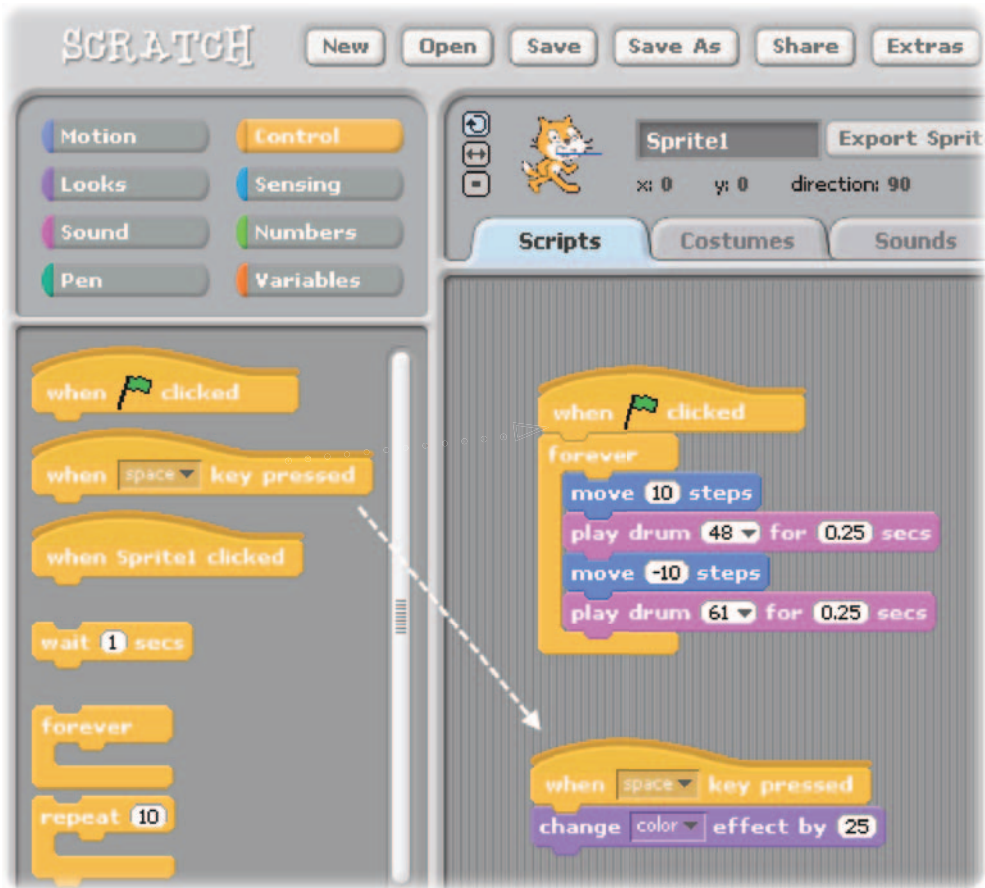 SCRATCH New Open Save Save As Share Extras
Motion Control
Looks Sensing
Sound Numbers
Pen Variables
Sprite1 Export Sprit
x: 0 y: 0 direction: 90
Scripts Costumes Sounds
when clicked
when space key pressed
when Sprite1 clicked
wait 1 secs
forever
repeat 10
when clicked
forever
move 10 steps
play drum 48 for 0.25 secs
move -10 steps
play drum 61 for 0.25 secs
when space key pressed
change color effect by 25